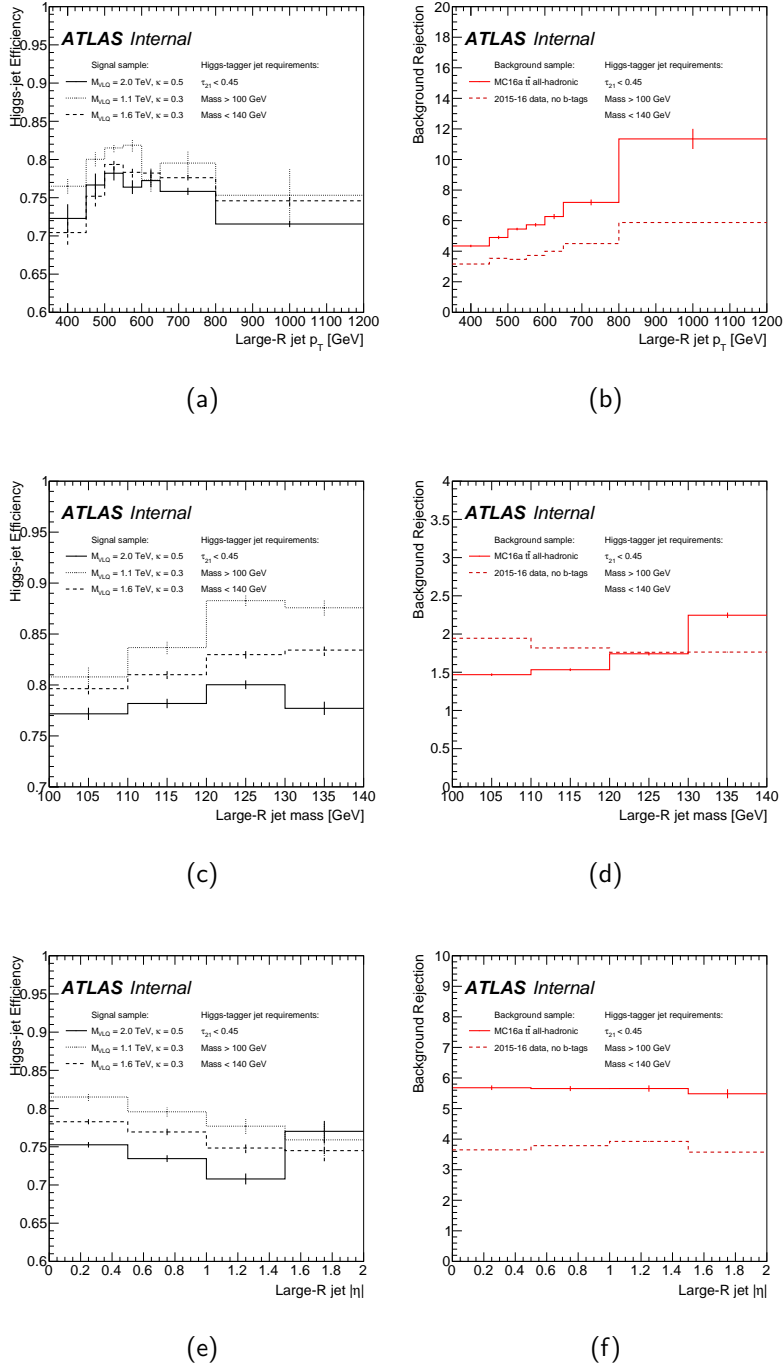 Higgs-jet Efficiency
1
0.95
0.9
0.85
0.8
0.75
0.7
0.65
0.6
ATLAS Internal
Signal sample:
M_VLQ = 2.0 TeV, κ = 0.5
M_VLQ = 1.1 TeV, κ = 0.3
M_VLQ = 1.6 TeV, κ = 0.3
Higgs-tagger jet requirements:
τ_21 < 0.45
Mass > 100 GeV
Mass < 140 GeV
400 500 600 700 800 900 1000 1100 1200
Large-R jet p_T [GeV]
(a)
Background Rejection
20
18
16
14
12
10
8
6
4
2
0
ATLAS Internal
Background sample:
MC16a tt̄ all-hadronic
2015-16 data, no b-tags
Higgs-tagger jet requirements:
τ_21 < 0.45
Mass > 100 GeV
Mass < 140 GeV
400 500 600 700 800 900 1000 1100 1200
Large-R jet p_T [GeV]
(b)
Higgs-jet Efficiency
1
0.95
0.9
0.85
0.8
0.75
0.7
ATLAS Internal
Signal sample:
M_VLQ = 2.0 TeV, κ = 0.5
M_VLQ = 1.1 TeV, κ = 0.3
M_VLQ = 1.6 TeV, κ = 0.3
Higgs-tagger jet requirements:
τ_21 < 0.45
Mass > 100 GeV
Mass < 140 GeV
100 105 110 115 120 125 130 135 140
Large-R jet mass [GeV]
(c)
Background Rejection
4
3.5
3
2.5
2
1.5
1
0.5
0
ATLAS Internal
Background sample:
MC16a tt̄ all-hadronic
2015-16 data, no b-tags
Higgs-tagger jet requirements:
τ_21 < 0.45
Mass > 100 GeV
Mass < 140 GeV
100 105 110 115 120 125 130 135 140
Large-R jet mass [GeV]
(d)
Higgs-jet Efficiency
1
0.95
0.9
0.85
0.8
0.75
0.7
0.65
0.6
ATLAS Internal
Signal sample:
M_VLQ = 2.0 TeV, κ = 0.5
M_VLQ = 1.1 TeV, κ = 0.3
M_VLQ = 1.6 TeV, κ = 0.3
Higgs-tagger jet requirements:
τ_21 < 0.45
Mass > 100 GeV
Mass < 140 GeV
0 0.2 0.4 0.6 0.8 1 1.2 1.4 1.6 1.8 2
Large-R jet |η|
(e)
Background Rejection
10
9
8
7
6
5
4
3
2
1
0
ATLAS Internal
Background sample:
MC16a tt̄ all-hadronic
2015-16 data, no b-tags
Higgs-tagger jet requirements:
τ_21 < 0.45
Mass > 100 GeV
Mass < 140 GeV
0 0.2 0.4 0.6 0.8 1 1.2 1.4 1.6 1.8 2
Large-R jet |η|
(f)